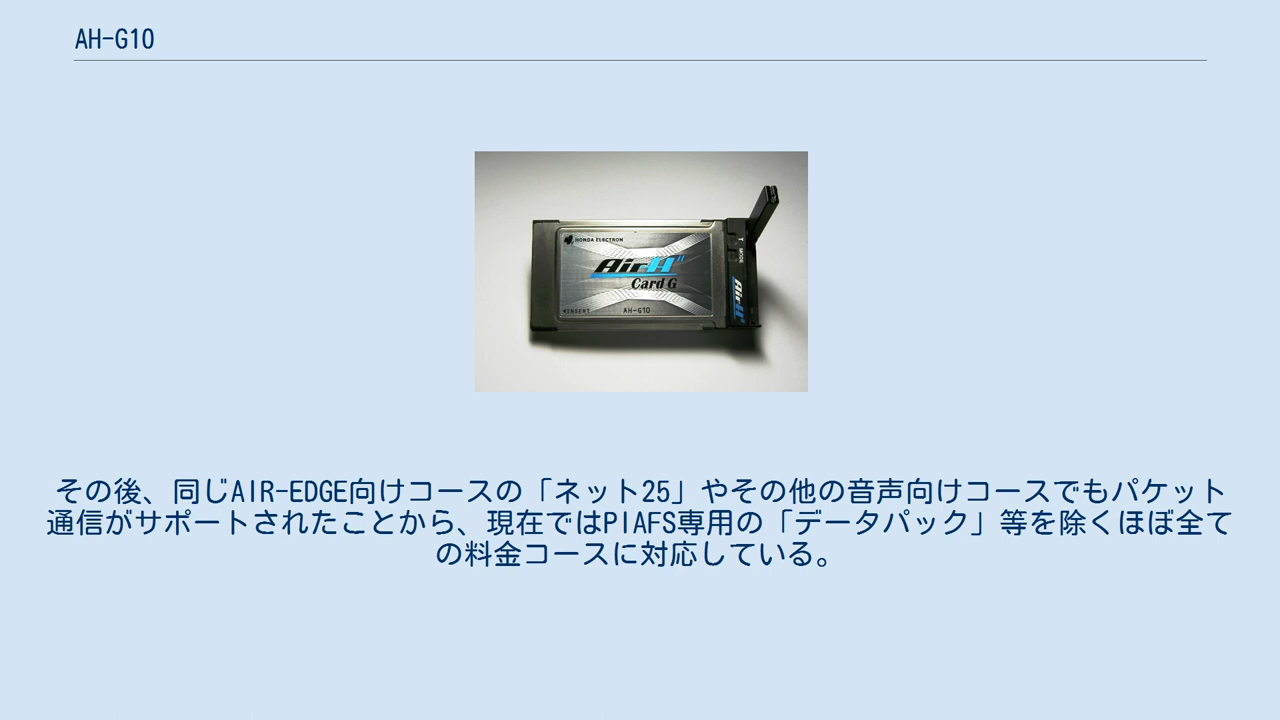 AH-G10
HONDA ELECTRON
AirH"
Card G
INSERT
AH-G10
MODE
AirH"
その後、同じAIR-EDGE向けコースの「ネット25」やその他の音声向けコースでもパケット
通信がサポートされたことから、現在ではPIAFS専用の「データパック」等を除くほぼ全て
の料金コースに対応している。